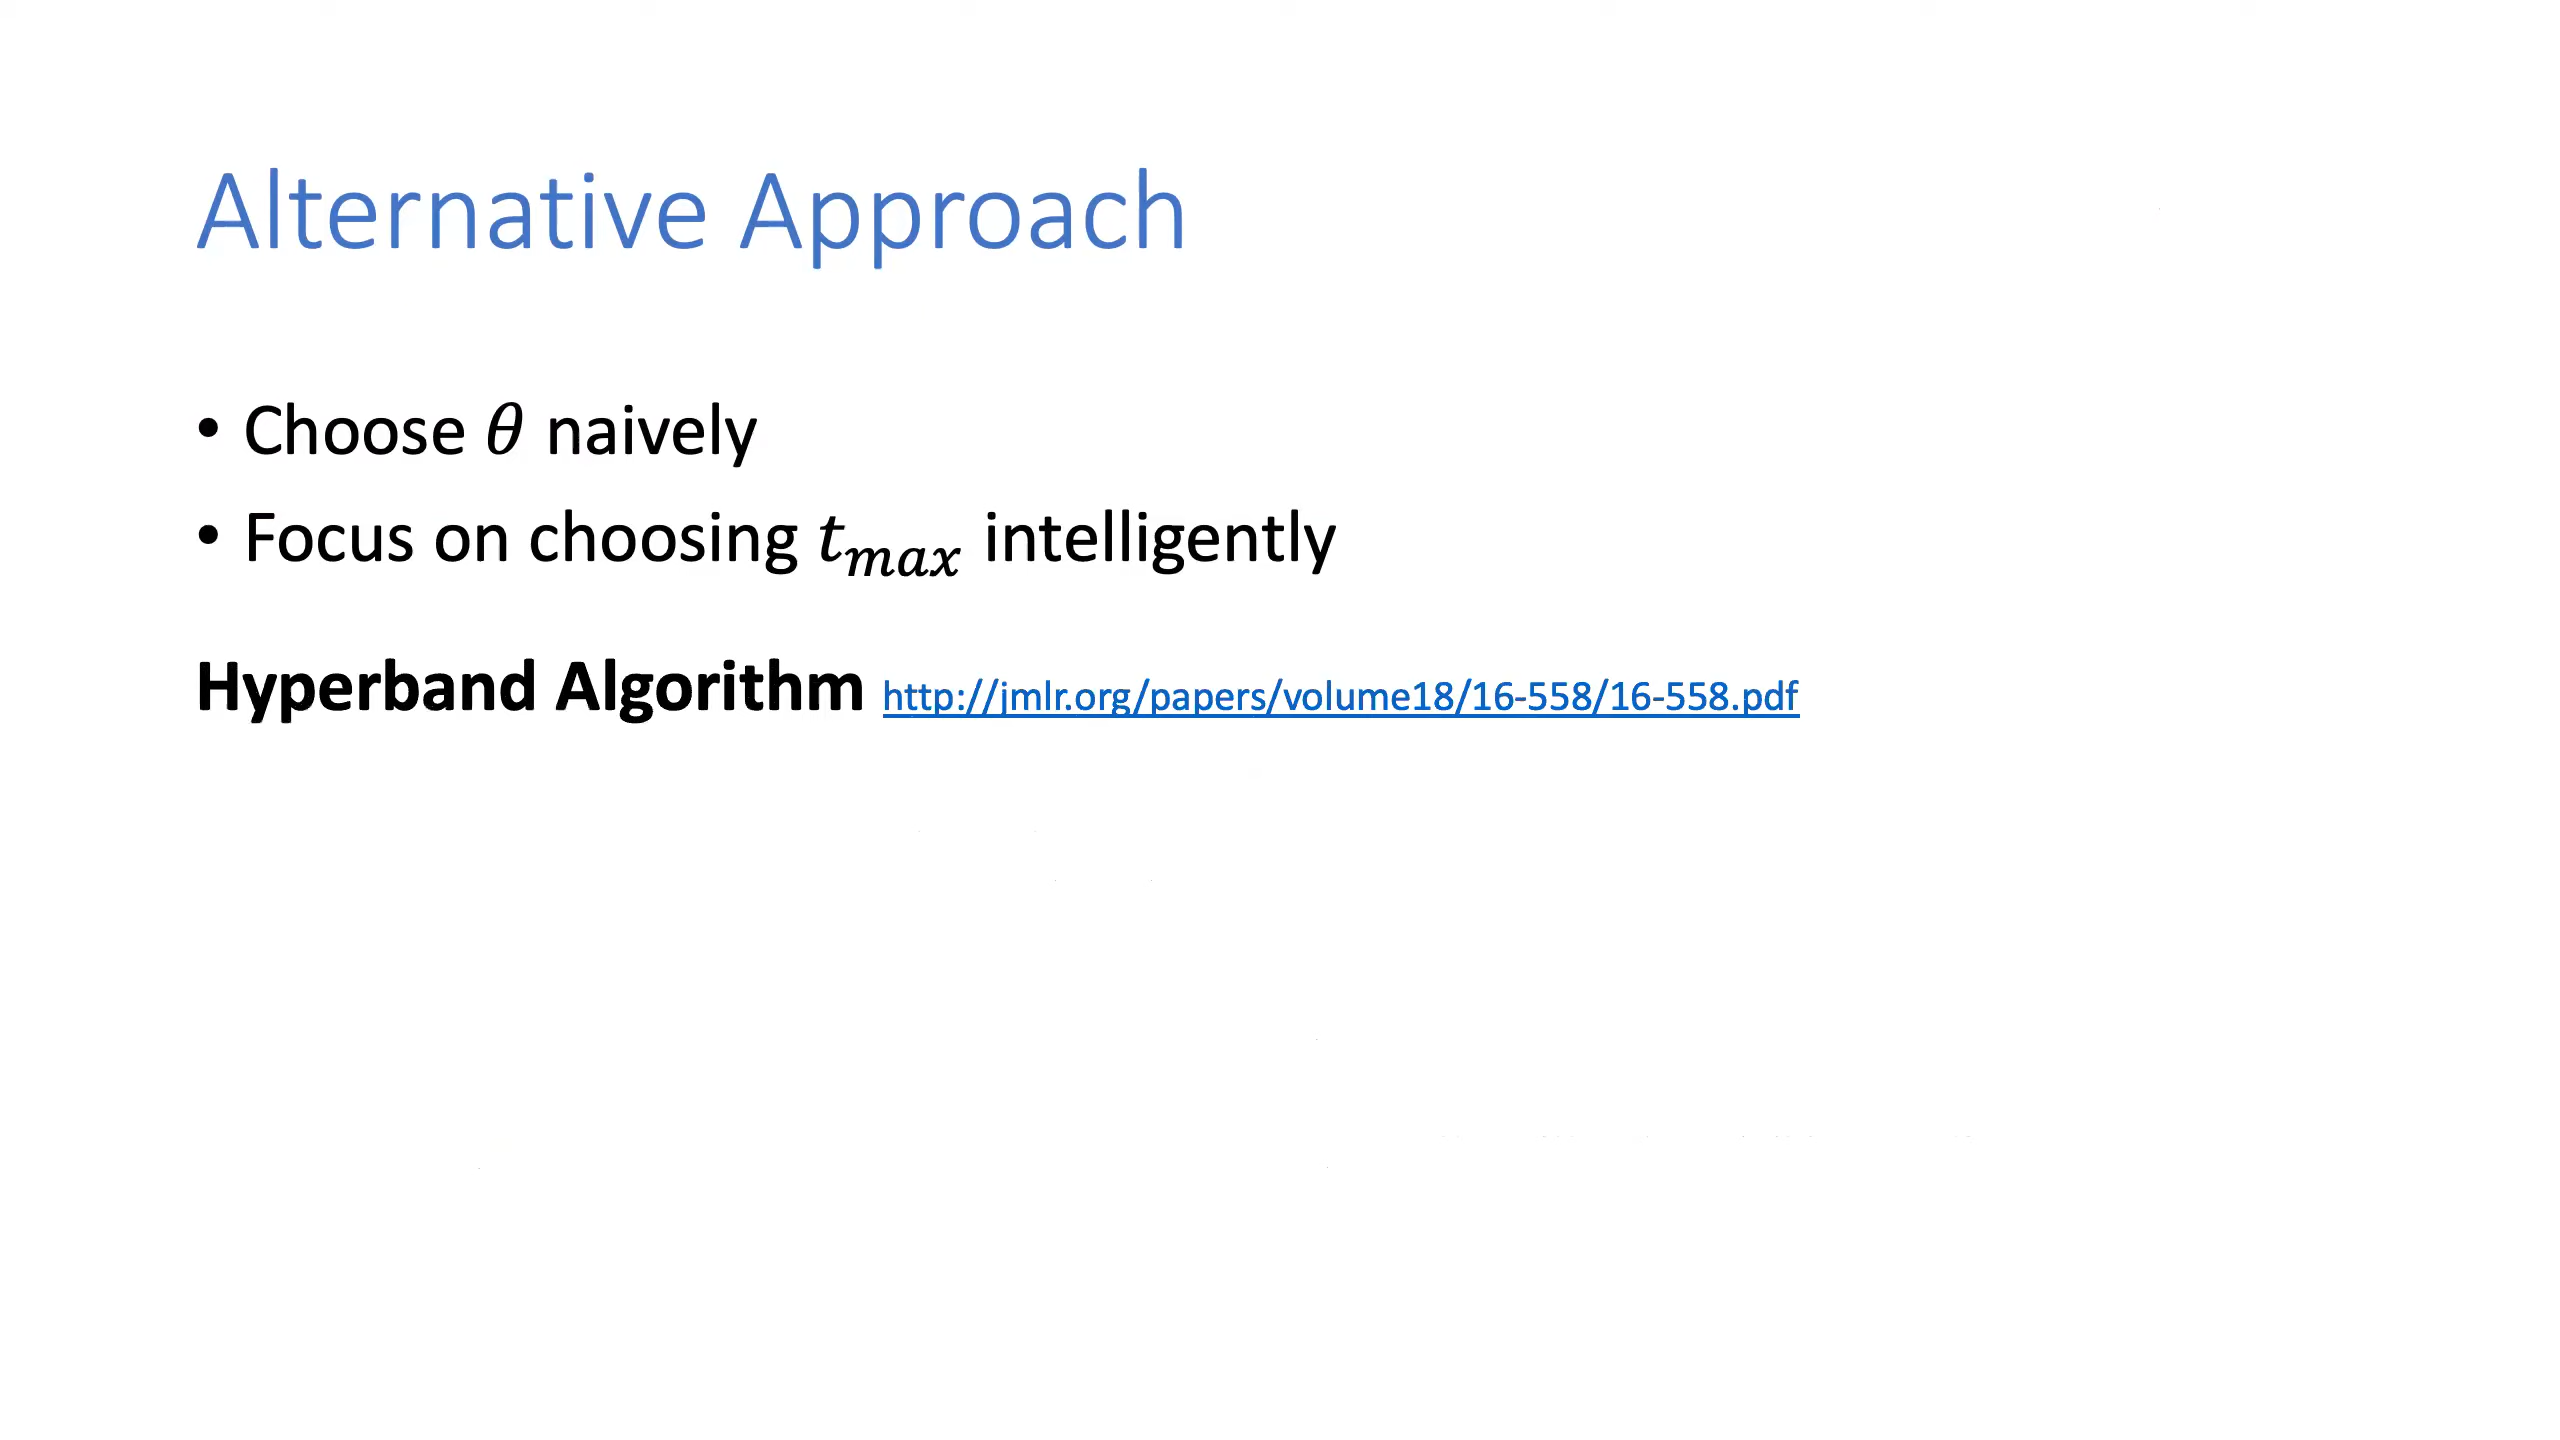 Alternative Approach
• Choose θ naively
• Focus on choosing t_max intelligently
Hyperband Algorithm http://jmlr.org/papers/volume18/16-558/16-558.pdf